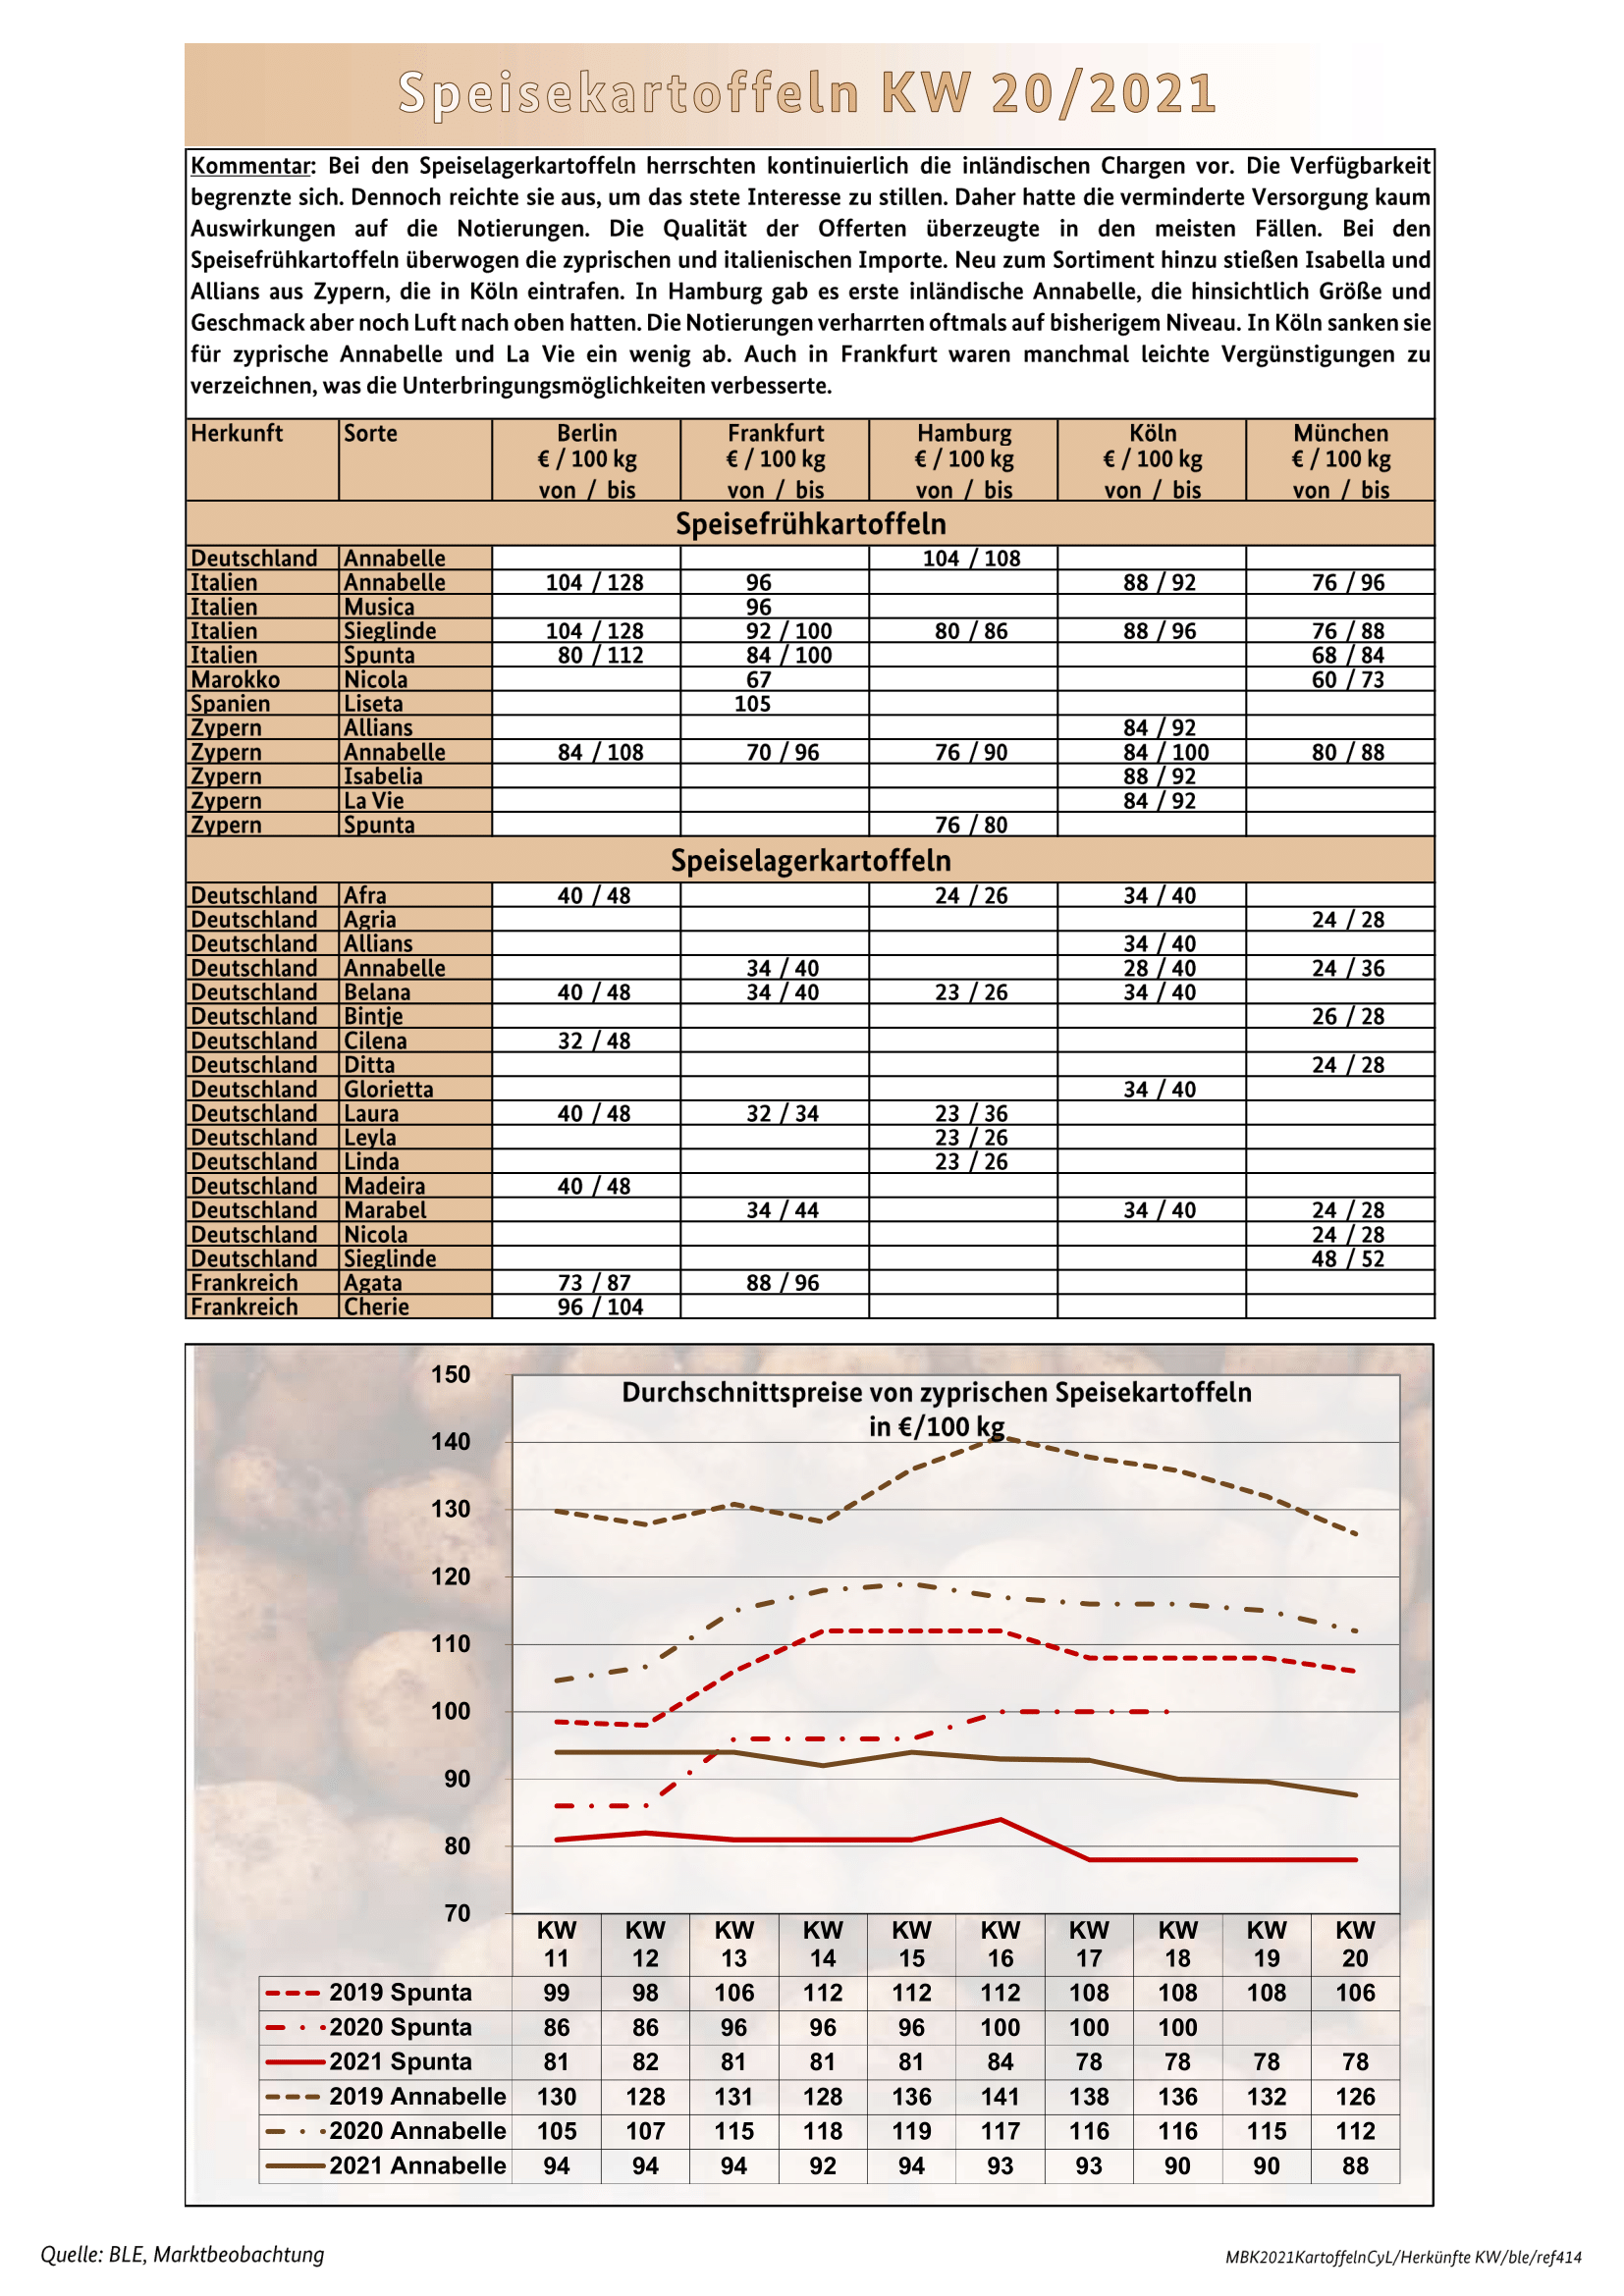 Speisekartoffeln KW 20/2021
Kommentar: Bei den Speiselagerkartoffeln herrschten kontinuierlich die inländischen Chargen vor. Die Verfügbarkeit
begrenzte sich. Dennoch reichte sie aus, um das stete Interesse zu stillen. Daher hatte die verminderte Versorgung kaum
Auswirkungen auf die Notierungen. Die Qualität der Offerten überzeugte in den meisten Fällen. Bei den
Speisefrühkartoffeln überwogen die zyprischen und italienischen Importe. Neu zum Sortiment hinzu stießen Isabella und
Allians aus Zypern, die in Köln eintrafen. In Hamburg gab es erste inländische Annabelle, die hinsichtlich Größe und
Geschmack aber noch Luft nach oben hatten. Die Notierungen verharrten oftmals auf bisherigem Niveau. In Köln sanken sie
für zyprische Annabelle und La Vie ein wenig ab. Auch in Frankfurt waren manchmal leichte Vergünstigungen zu
verzeichnen, was die Unterbringungsmöglichkeiten verbesserte.
Herkunft Sorte Berlin Frankfurt Hamburg Köln München
€ / 100 kg € / 100 kg € / 100 kg € / 100 kg € / 100 kg
von / bis von / bis von / bis von / bis von / bis
Speisefrühkartoffeln
Deutschland Annabelle 104 / 108
Italien Annabelle 104 / 128 96 88 / 92 76 / 96
Italien Musica 96
Italien Sieglinde 104 / 128 92 / 100 80 / 86 88 / 96 76 / 88
Italien Spunta 80 / 112 84 / 100 68 / 84
Marokko Nicola 67 60 / 73
Spanien Liseta 105
Zypern Allians 84 / 92
Zypern Annabelle 84 / 108 70 / 96 76 / 90 84 / 100 80 / 88
Zypern Isabelia 88 / 92
Zypern La Vie 84 / 92
Zypern Spunta 76 / 80
Speiselagerkartoffeln
Deutschland Afra 40 / 48 24 / 26 34 / 40
Deutschland Agria 24 / 28
Deutschland Allians 34 / 40
Deutschland Annabelle 34 / 40 28 / 40 24 / 36
Deutschland Belana 40 / 48 34 / 40 23 / 26 34 / 40
Deutschland Bintje 26 / 28
Deutschland Cilena 32 / 48
Deutschland Ditta 24 / 28
Deutschland Glorietta 34 / 40
Deutschland Laura 40 / 48 32 / 34 23 / 36
Deutschland Leyla 23 / 26
Deutschland Linda 23 / 26
Deutschland Madeira 40 / 48
Deutschland Marabel 34 / 44 34 / 40 24 / 28
Deutschland Nicola 24 / 28
Deutschland Sieglinde 48 / 52
Frankreich Agata 73 / 87 88 / 96
Frankreich Cherie 96 / 104
Durchschnittspreise von zyprischen Speisekartoffeln
in €/100 kg
150
140
130
120
110
100
90
80
70
KW KW KW KW KW KW KW KW KW KW
11 12 13 14 15 16 17 18 19 20
2019 Spunta 99 98 106 112 112 112 108 108 108 106
2020 Spunta 86 86 96 96 96 100 100 100
2021 Spunta 81 82 81 81 81 84 78 78 78 78
2019 Annabelle 130 128 131 128 136 141 138 136 132 126
2020 Annabelle 105 107 115 118 119 117 116 116 115 112
2021 Annabelle 94 94 94 92 94 93 93 90 90 88
Quelle: BLE, Marktbeobachtung
MBK2021KartoffelnCyL/Herkünfte KW/ble/ref414